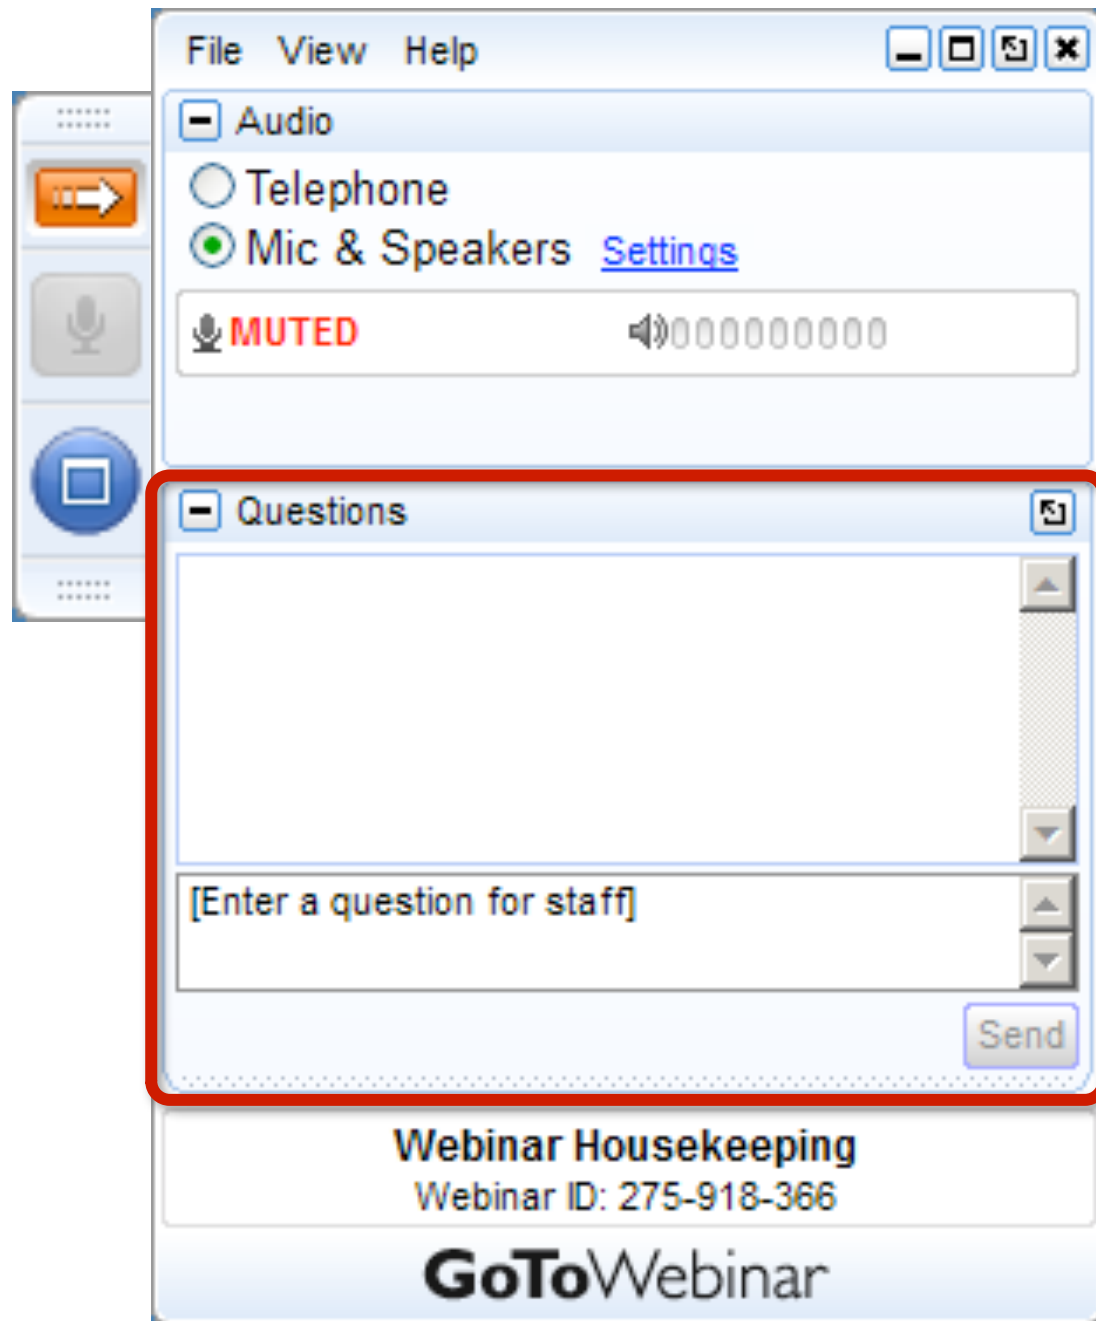 File View Help
Audio
Telephone
Mic & Speakers Settings
MUTED
Questions
[Enter a question for staff]
Send
Webinar Housekeeping
Webinar ID: 275-918-366
GoToWebinar